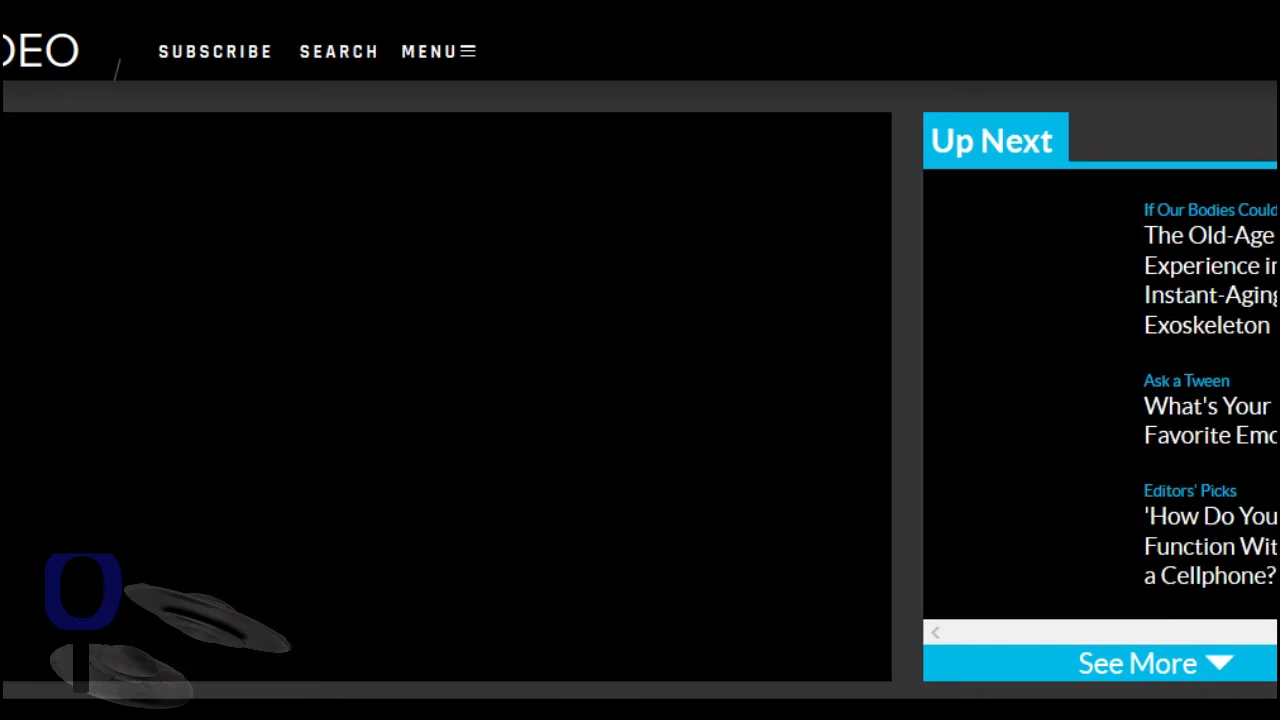 DEO
SUBSCRIBE SEARCH MENU
Up Next
If Our Bodies Could
The Old-Age
Experience in
Instant-Aging
Exoskeleton
Ask a Tween
What's Your
Favorite Emo
Editors' Picks
'How Do You
Function Wit
a Cellphone?
See More
O